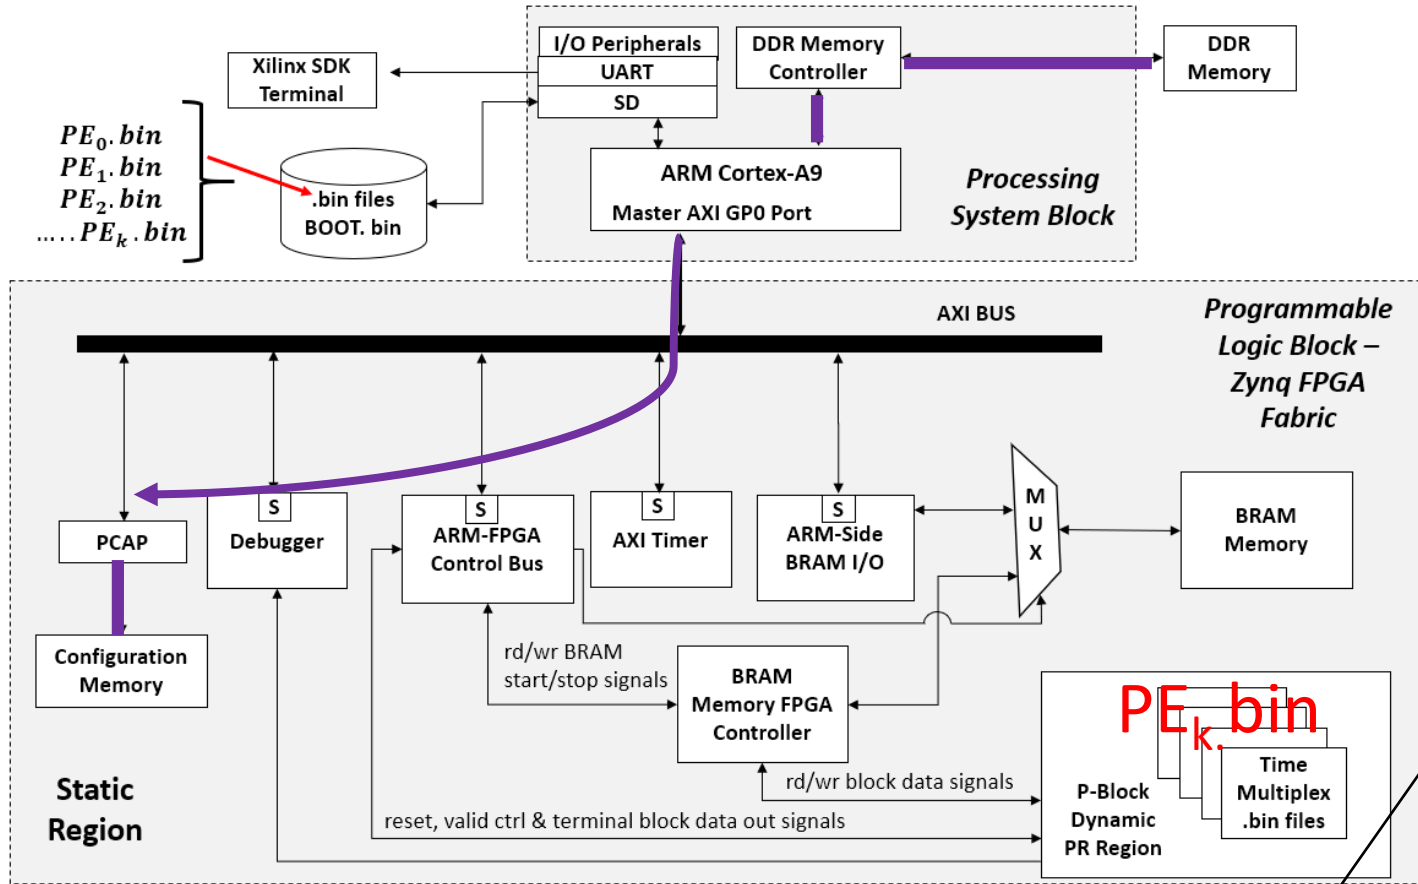 I/O Peripherals
UART
SD
DDR Memory
Controller
DDR
Memory
Xilinx SDK
Terminal
PE₀.bin
PE₁.bin
PE₂.bin
.....PEₖ.bin
.bin files
BOOT. bin
ARM Cortex-A9
Master AXI GP0 Port
Processing
System Block
AXI BUS
Programmable
Logic Block –
Zynq FPGA
Fabric
PCAP
S
Debugger
S
ARM-FPGA
Control Bus
S
AXI Timer
S
ARM-Side
BRAM I/O
M
U
X
BRAM
Memory
Configuration
Memory
rd/wr BRAM
start/stop signals
BRAM
Memory FPGA
Controller
PEₖ.bin
Time
Multiplex
.bin files
P-Block
Dynamic
PR Region
rd/wr block data signals
reset, valid ctrl & terminal block data out signals
Static
Region